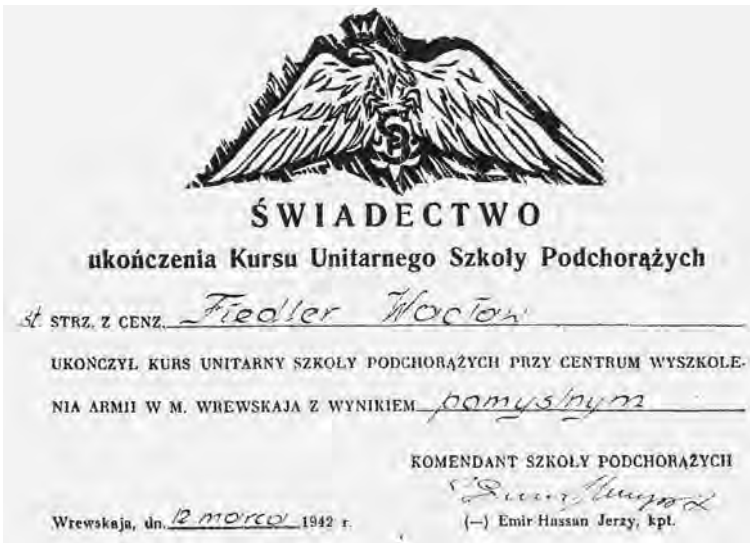 ŚWIADECTWO
ukończenia Kursu Unitarnego Szkoły Podchorążych
st. STRZ. Z CENZ. Fiedler Wacław
UKOŃCZYŁ KURS UNITARNY SZKOŁY PODCHORĄŻYCH PRZY CENTRUM WYSZKOLE-
NIA ARMII W M. WREWSKAJA Z WYNIKIEM pomyślnym
KOMENDANT SZKOŁY PODCHORĄŻYCH
Wrewskaja, dn. 12 marca 1942 r.
(—) Emir Hassan Jerzy, kpt.